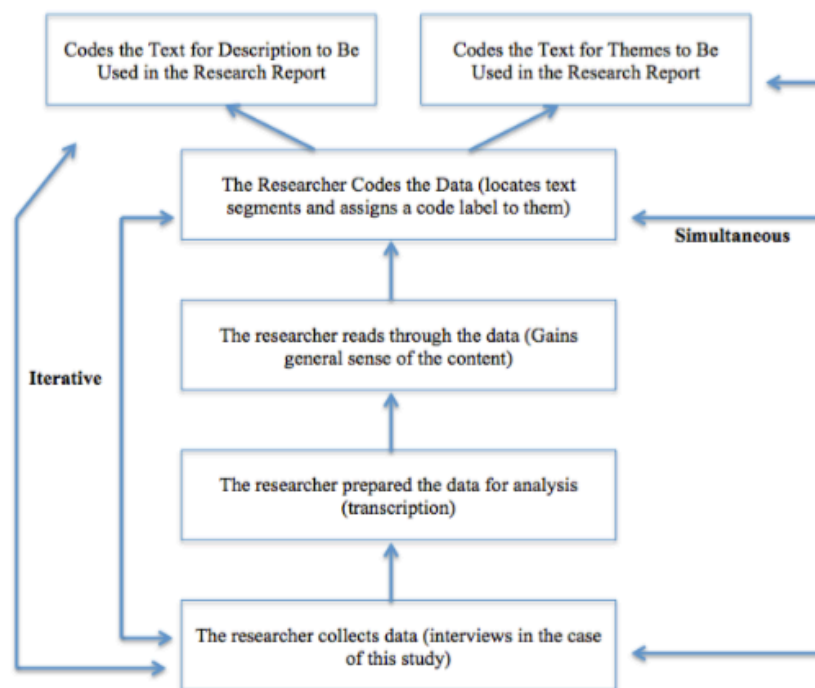 Codes the Text for Description to Be
Used in the Research Report
Codes the Text for Themes to Be
Used in the Research Report
The Researcher Codes the Data (locates text
segments and assigns a code label to them)
Simultaneous
The researcher reads through the data (Gains
general sense of the content)
Iterative
The researcher prepared the data for analysis
(transcription)
The researcher collects data (interviews in the case
of this study)